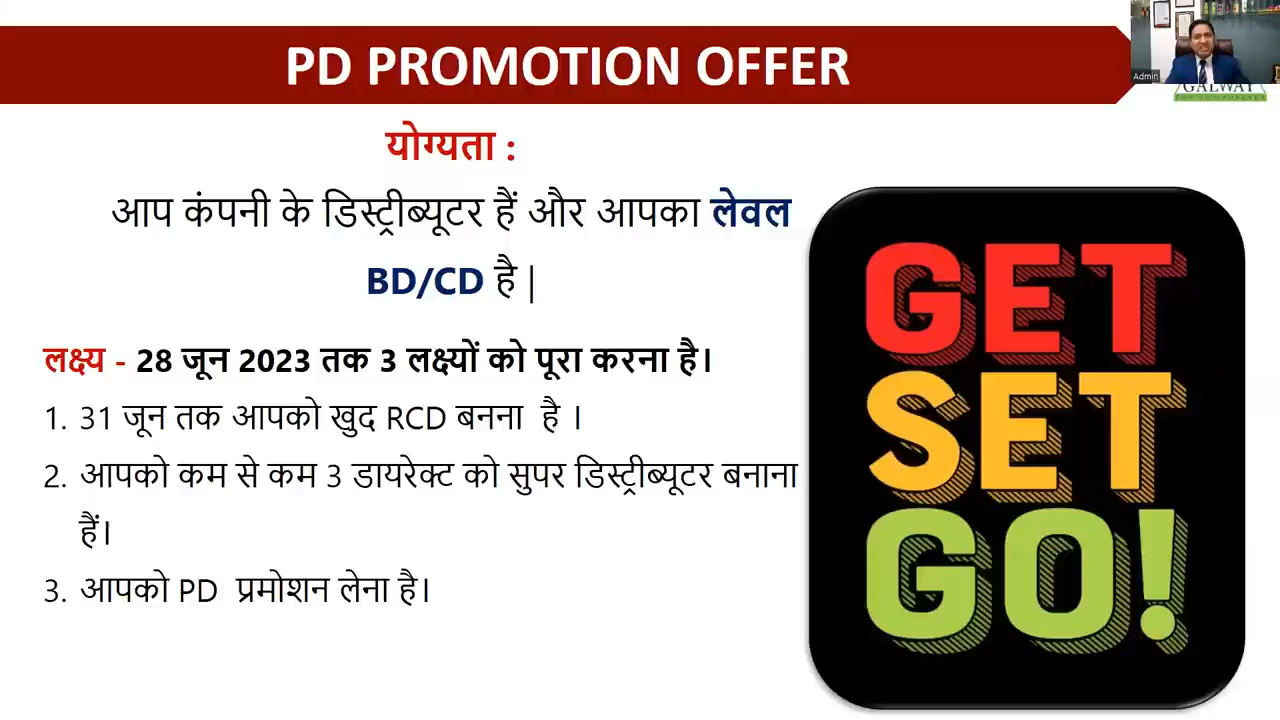 PD PROMOTION OFFER
Admin
GALWAY
योग्यता :
आप कंपनी के डिस्ट्रीब्यूटर हैं और आपका लेवल
BD/CD है |
लक्ष्य - 28 जून 2023 तक 3 लक्ष्यों को पूरा करना है।
1. 31 जून तक आपको खुद RCD बनना है ।
2. आपको कम से कम 3 डायरेक्ट को सुपर डिस्ट्रीब्यूटर बनाना
हैं।
3. आपको PD प्रमोशन लेना है।
GET
SET
GO!